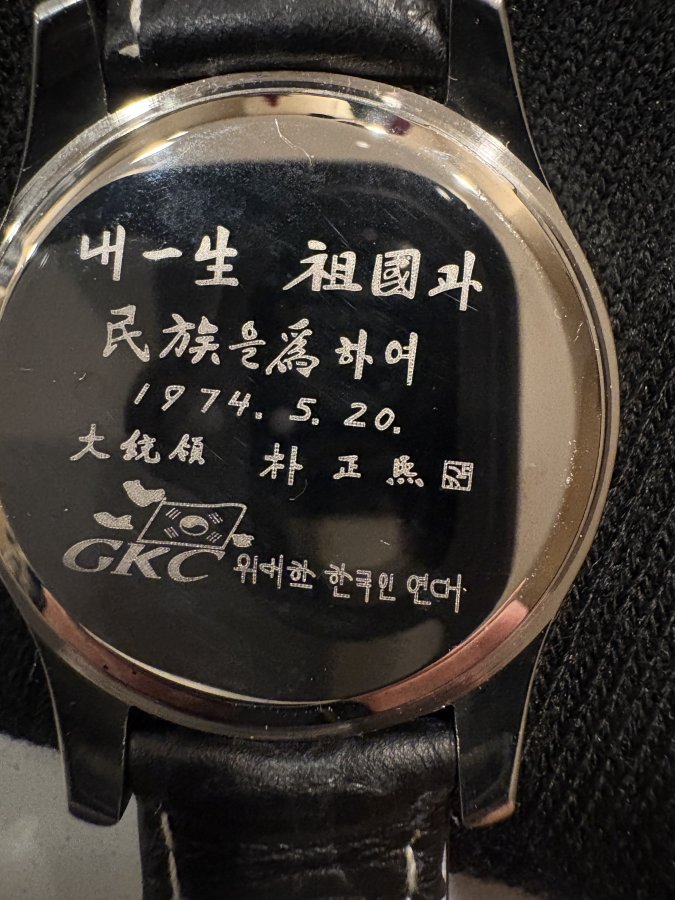 내一生 祖國과
民族을爲하여
1974. 5. 20.
大統領 朴正熙
GKC 위대한 한국인 연모